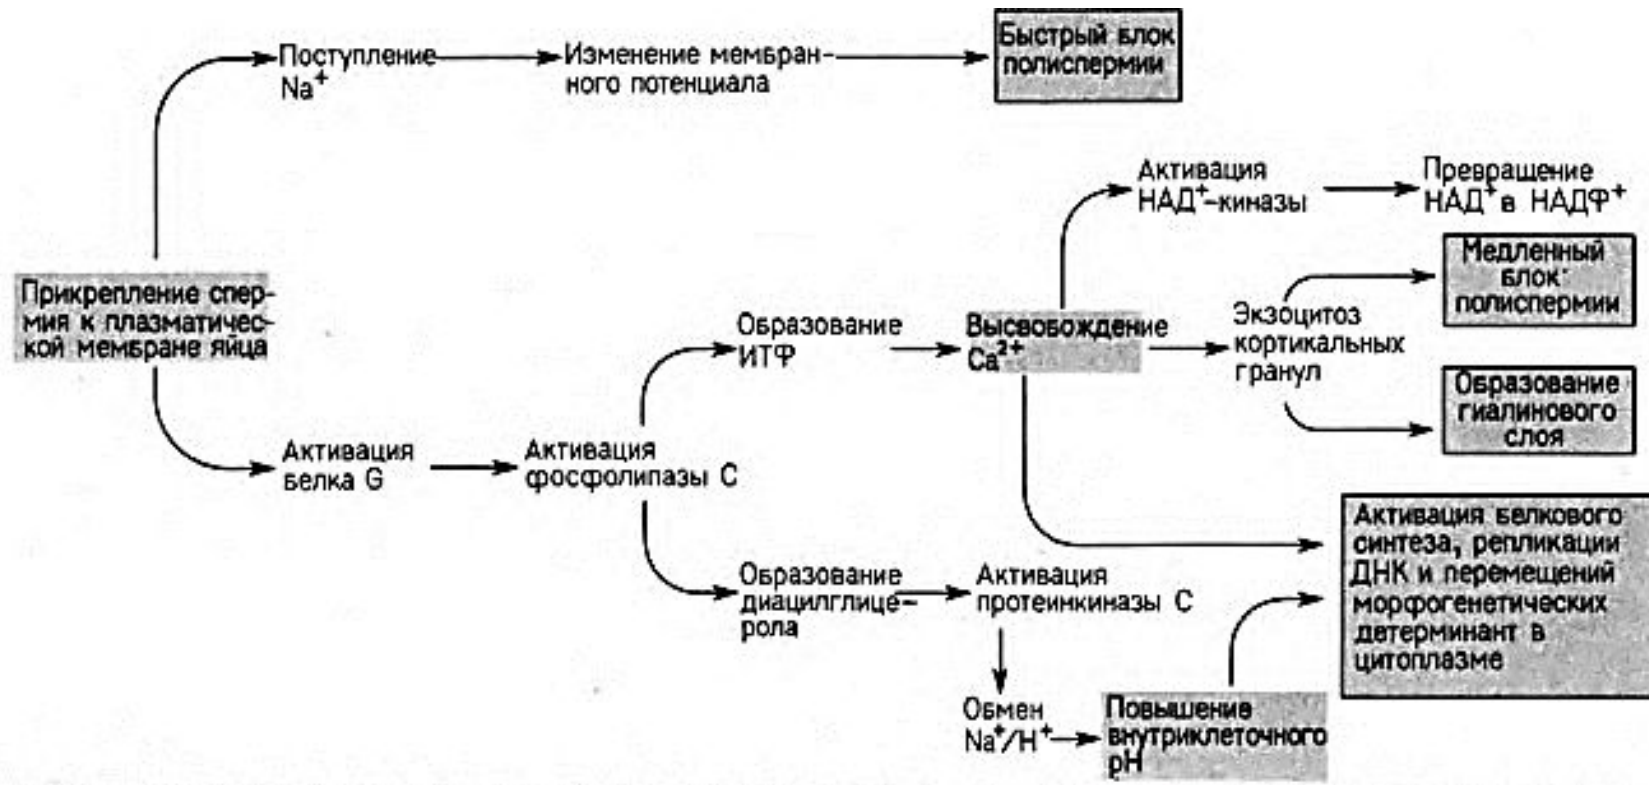 Поступление
Na⁺
Изменение мембран-
ного потенциала
Быстрый блок
полиспермии
Активация
НАД⁺-киназы
Превращение
НАД⁺ в НАДФ⁺
Прикрепление спер-
мия к плазматичес-
кой мембране яйца
Образование
ИТФ
Высвобождение
Ca²⁺
Экзоцитоз
кортикальных
гранул
Медленный
блок
полиспермии
Образование
гиалинового
слоя
Активация
белка G
Активация
фосфолипазы С
Образование
диацилглице-
рола
Активация
протеинкиназы С
Активация белкового
синтеза, репликации
ДНК и перемещений
морфогенетических
детерминант в
цитоплазме
Обмен
Na⁺/H⁺
Повышение
внутриклеточного
pH